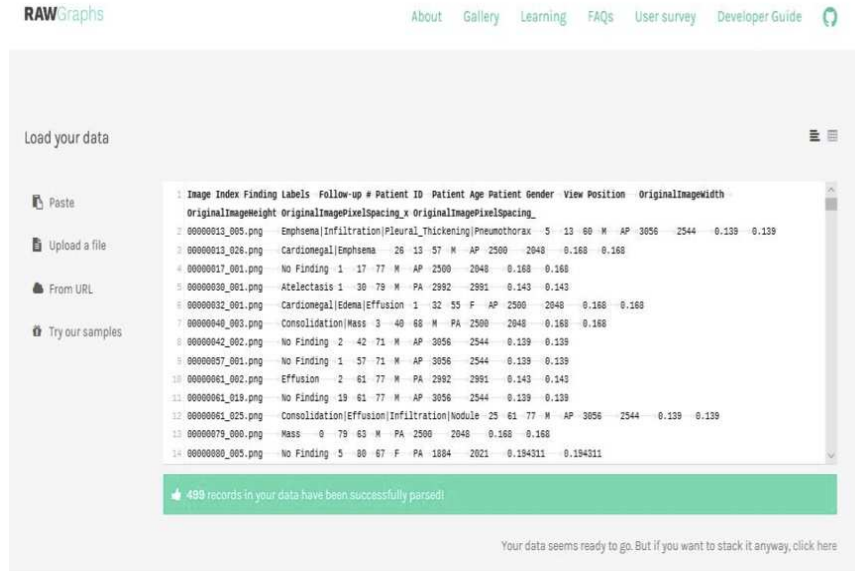 RAWGraphs About Gallery Learning FAQs User survey Developer Guide
Load your data
Paste
Upload a file
From URL
Try our samples
1 Image Index Finding Labels Follow-up # Patient ID Patient Age Patient Gender View Position OriginalImageWidth
OriginalImageHeight OriginalImagePixelSpacing_x OriginalImagePixelSpacing_
2 00000013_005.png Emphsema|Infiltration|Pleural_Thickening|Pneumothorax 5 13 60 M AP 3056 2544 0.139 0.139
3 00000013_026.png Cardiomegal|Emphsema 26 13 57 M AP 2500 2048 0.168 0.168
4 00000017_001.png No Finding 1 17 77 M AP 2500 2048 0.168 0.168
5 00000030_001.png Atelectasis 1 30 79 M PA 2992 2991 0.143 0.143
6 00000032_001.png Cardiomegal|Edema|Effusion 1 32 55 F AP 2500 2048 0.168 0.168
7 00000040_003.png Consolidation|Mass 3 40 68 M PA 2500 2048 0.168 0.168
8 00000042_002.png No Finding 2 42 71 M AP 3056 2544 0.139 0.139
9 00000057_001.png No Finding 1 57 71 M AP 3056 2544 0.139 0.139
10 00000061_002.png Effusion 2 61 77 M PA 2992 2991 0.143 0.143
11 00000061_019.png No Finding 19 61 77 M AP 3056 2544 0.139 0.139
12 00000061_025.png Consolidation|Effusion|Infiltration|Nodule 25 61 77 M AP 3056 2544 0.139 0.139
13 00000079_000.png Mass 0 79 63 M PA 2500 2048 0.168 0.168
14 00000080_005.png No Finding 5 80 67 F PA 1884 2021 0.194311 0.194311
499 records in your data have been successfully parsed!
Your data seems ready to go. But if you want to stack it anyway, click here